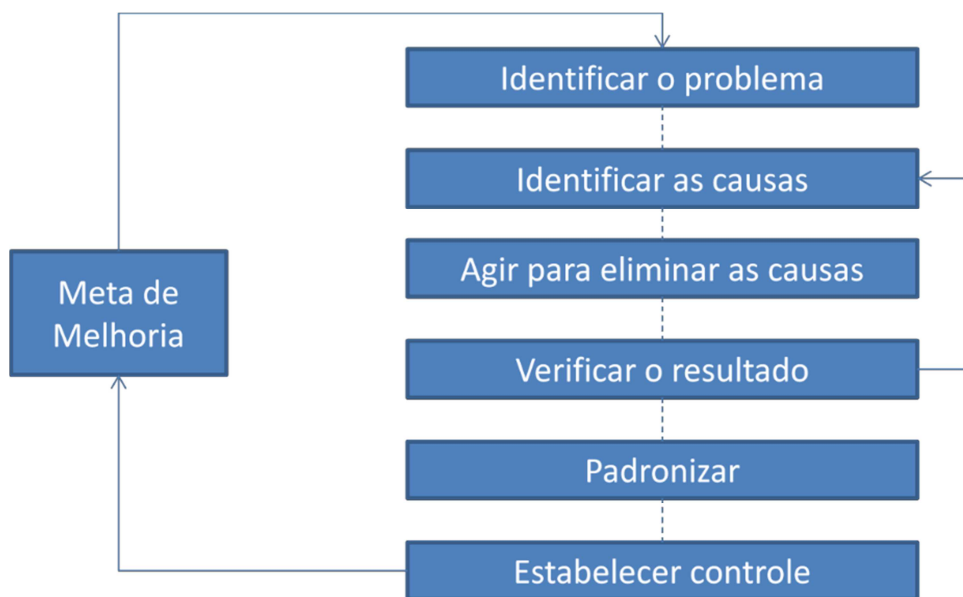 Identificar o problema
Identificar as causas
Agir para eliminar as causas
Meta de
Melhoria
Verificar o resultado
Padronizar
Estabelecer controle